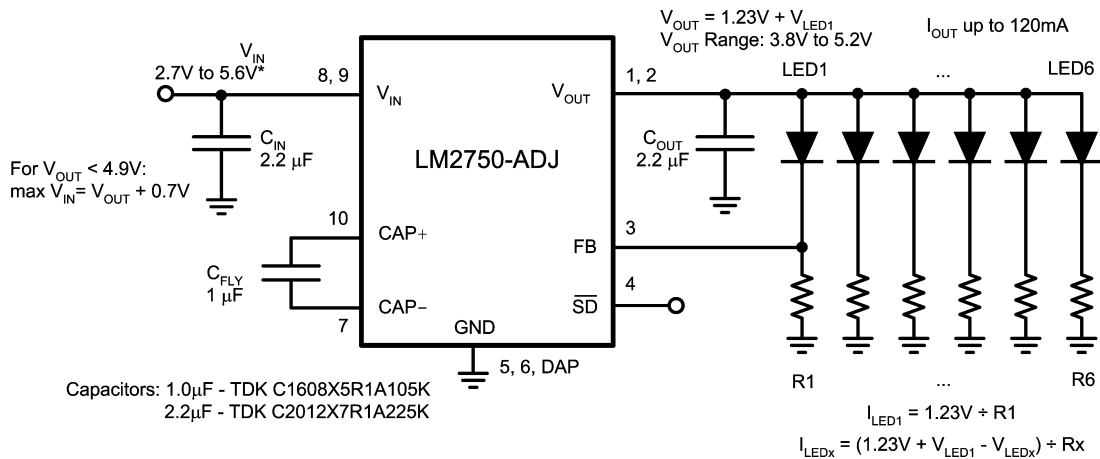 V_OUT = 1.23V + V_LED1
V_OUT Range: 3.8V to 5.2V
I_OUT up to 120mA
V_IN
2.7V to 5.6V*
8, 9
1, 2
LED1
...
LED6
V_IN
V_OUT
C_IN
2.2 μF
LM2750-ADJ
C_OUT
2.2 μF
For V_OUT < 4.9V:
max V_IN= V_OUT + 0.7V
10
CAP+
FB
3
C_FLY
1 μF
CAP−
7
SD
4
GND
5, 6, DAP
R1
...
R6
Capacitors: 1.0μF - TDK C1608X5R1A105K
2.2μF - TDK C2012X7R1A225K
I_LED1 = 1.23V ÷ R1
I_LEDx = (1.23V + V_LED1 - V_LEDx) ÷ Rx